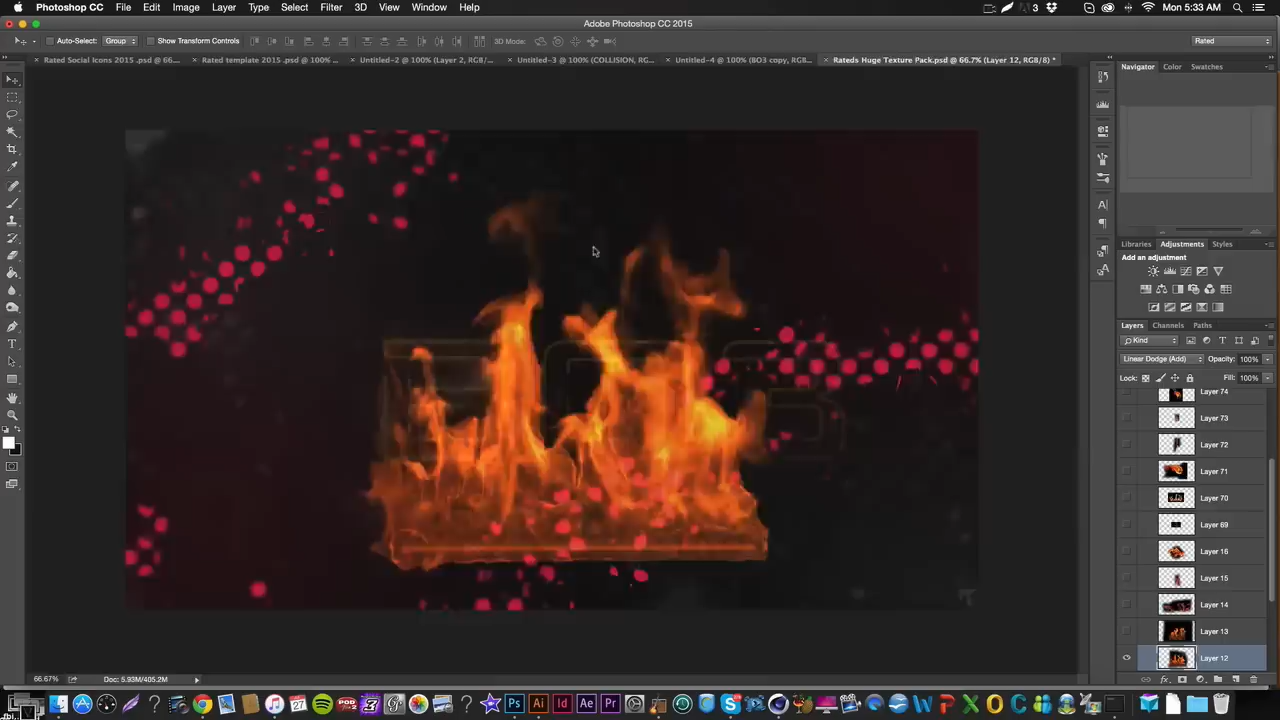 Photoshop CC File Edit Image Layer Type Select Filter 3D View Window Help 3 Mon 5:33 AM
Adobe Photoshop CC 2015
Auto-Select: Group Show Transform Controls 3D Mode: Rated
Rated Social Icons 2015 .psd @ 66.... Rated template 2015 .psd @ 100% ... Untitled-2 @ 100% (Layer 2, RGB/... Untitled-3 @ 100% (COLLISION, RG... Untitled-4 @ 100% (BO3 copy, RGB... Rateds Huge Texture Pack.psd @ 66.7% (Layer 12, RGB/8) *
Navigator Color Swatches
Libraries Adjustments Styles
Add an adjustment
Layers Channels Paths
Kind
Linear Dodge (Add) Opacity: 100%
Lock: Fill: 100%
Layer 74
Layer 73
Layer 72
Layer 71
Layer 70
Layer 69
Layer 16
Layer 15
Layer 14
Layer 13
Layer 12
66.67% Doc: 5.93M/405.2M